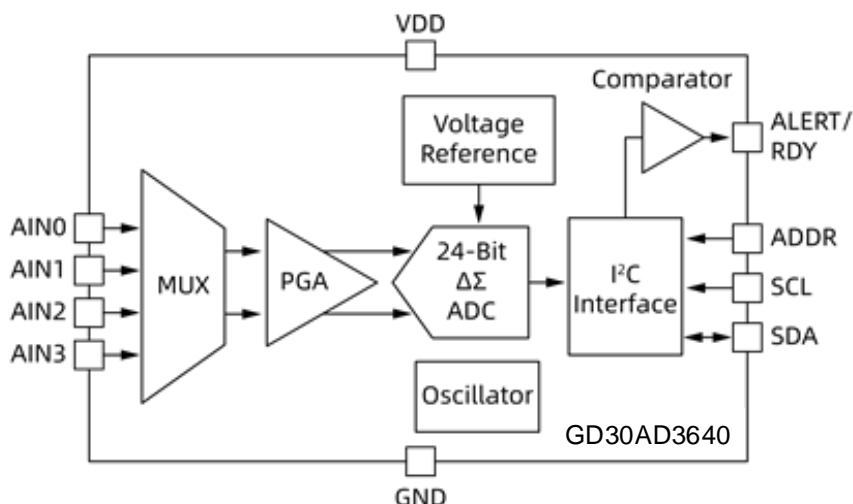 VDD
Comparator
Voltage
Reference
ALERT/
RDY
AIN0
AIN1
AIN2
AIN3
MUX
PGA
24-Bit
ΔΣ
ADC
I²C
Interface
ADDR
SCL
SDA
Oscillator
GD30AD3640
GND